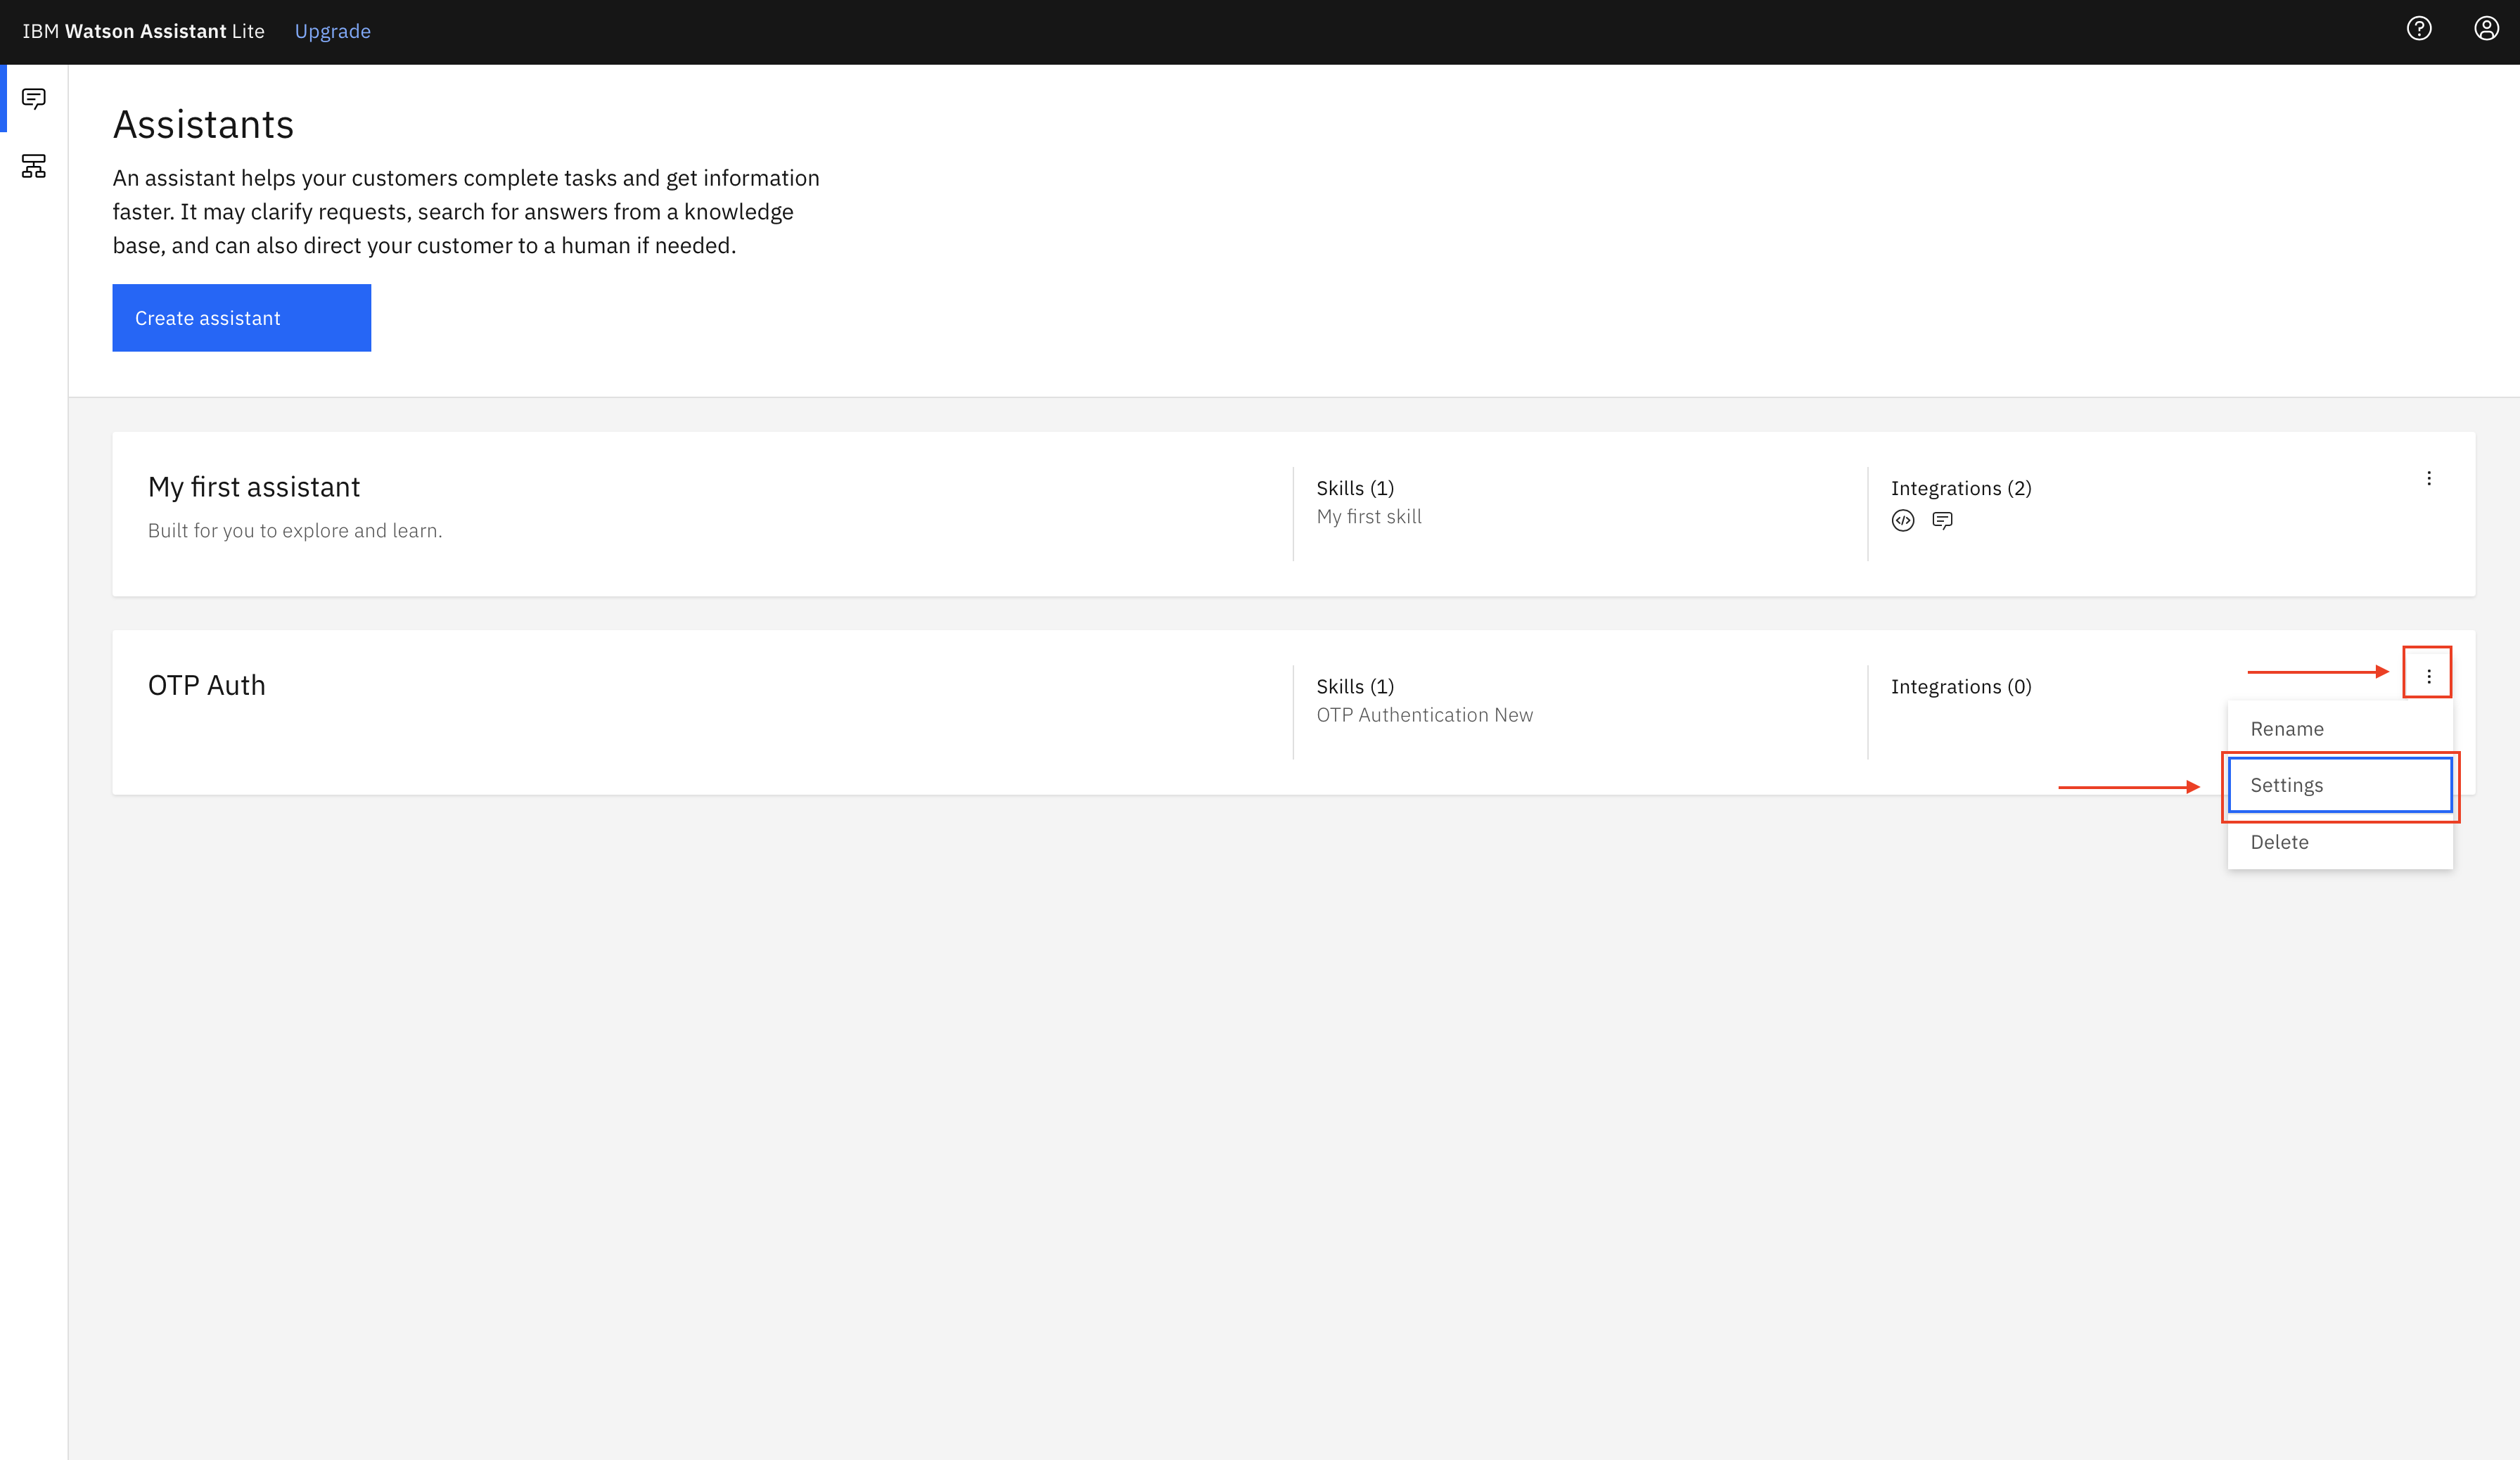 IBM Watson Assistant Lite Upgrade
Assistants
An assistant helps your customers complete tasks and get information
faster. It may clarify requests, search for answers from a knowledge
base, and can also direct your customer to a human if needed.
Create assistant
My first assistant
Built for you to explore and learn.
Skills (1)
My first skill
Integrations (2)
OTP Auth
Skills (1)
OTP Authentication New
Integrations (0)
Rename
Settings
Delete